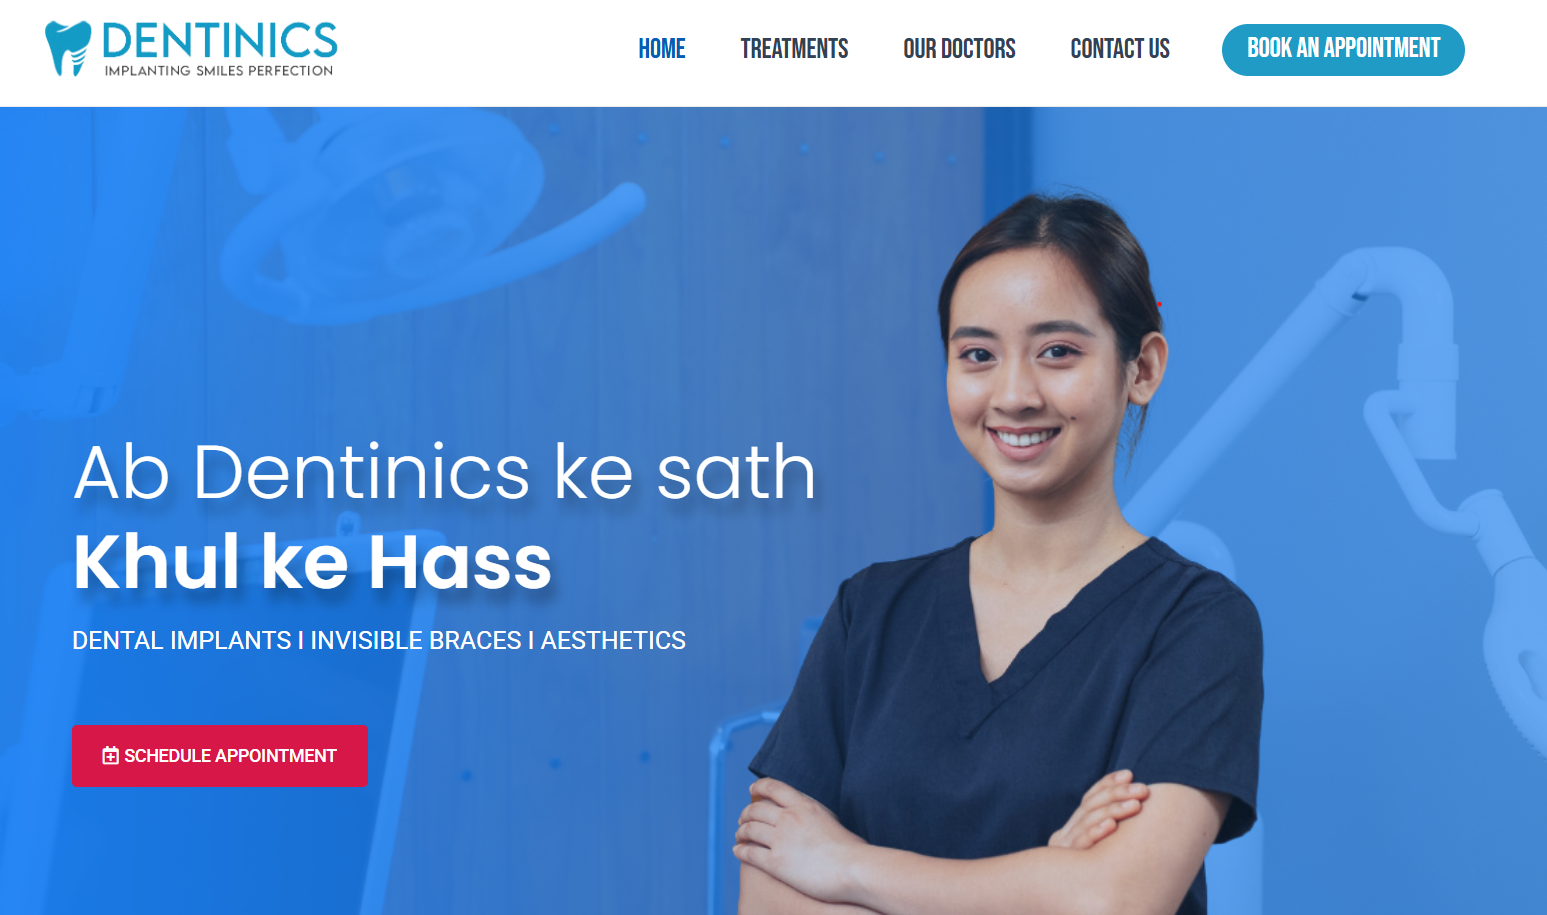 DENTINICS
IMPLANTING SMILES PERFECTION
HOME TREATMENTS OUR DOCTORS CONTACT US BOOK AN APPOINTMENT
Ab Dentinics ke sath
Khul ke Hass
DENTAL IMPLANTS I INVISIBLE BRACES I AESTHETICS
SCHEDULE APPOINTMENT